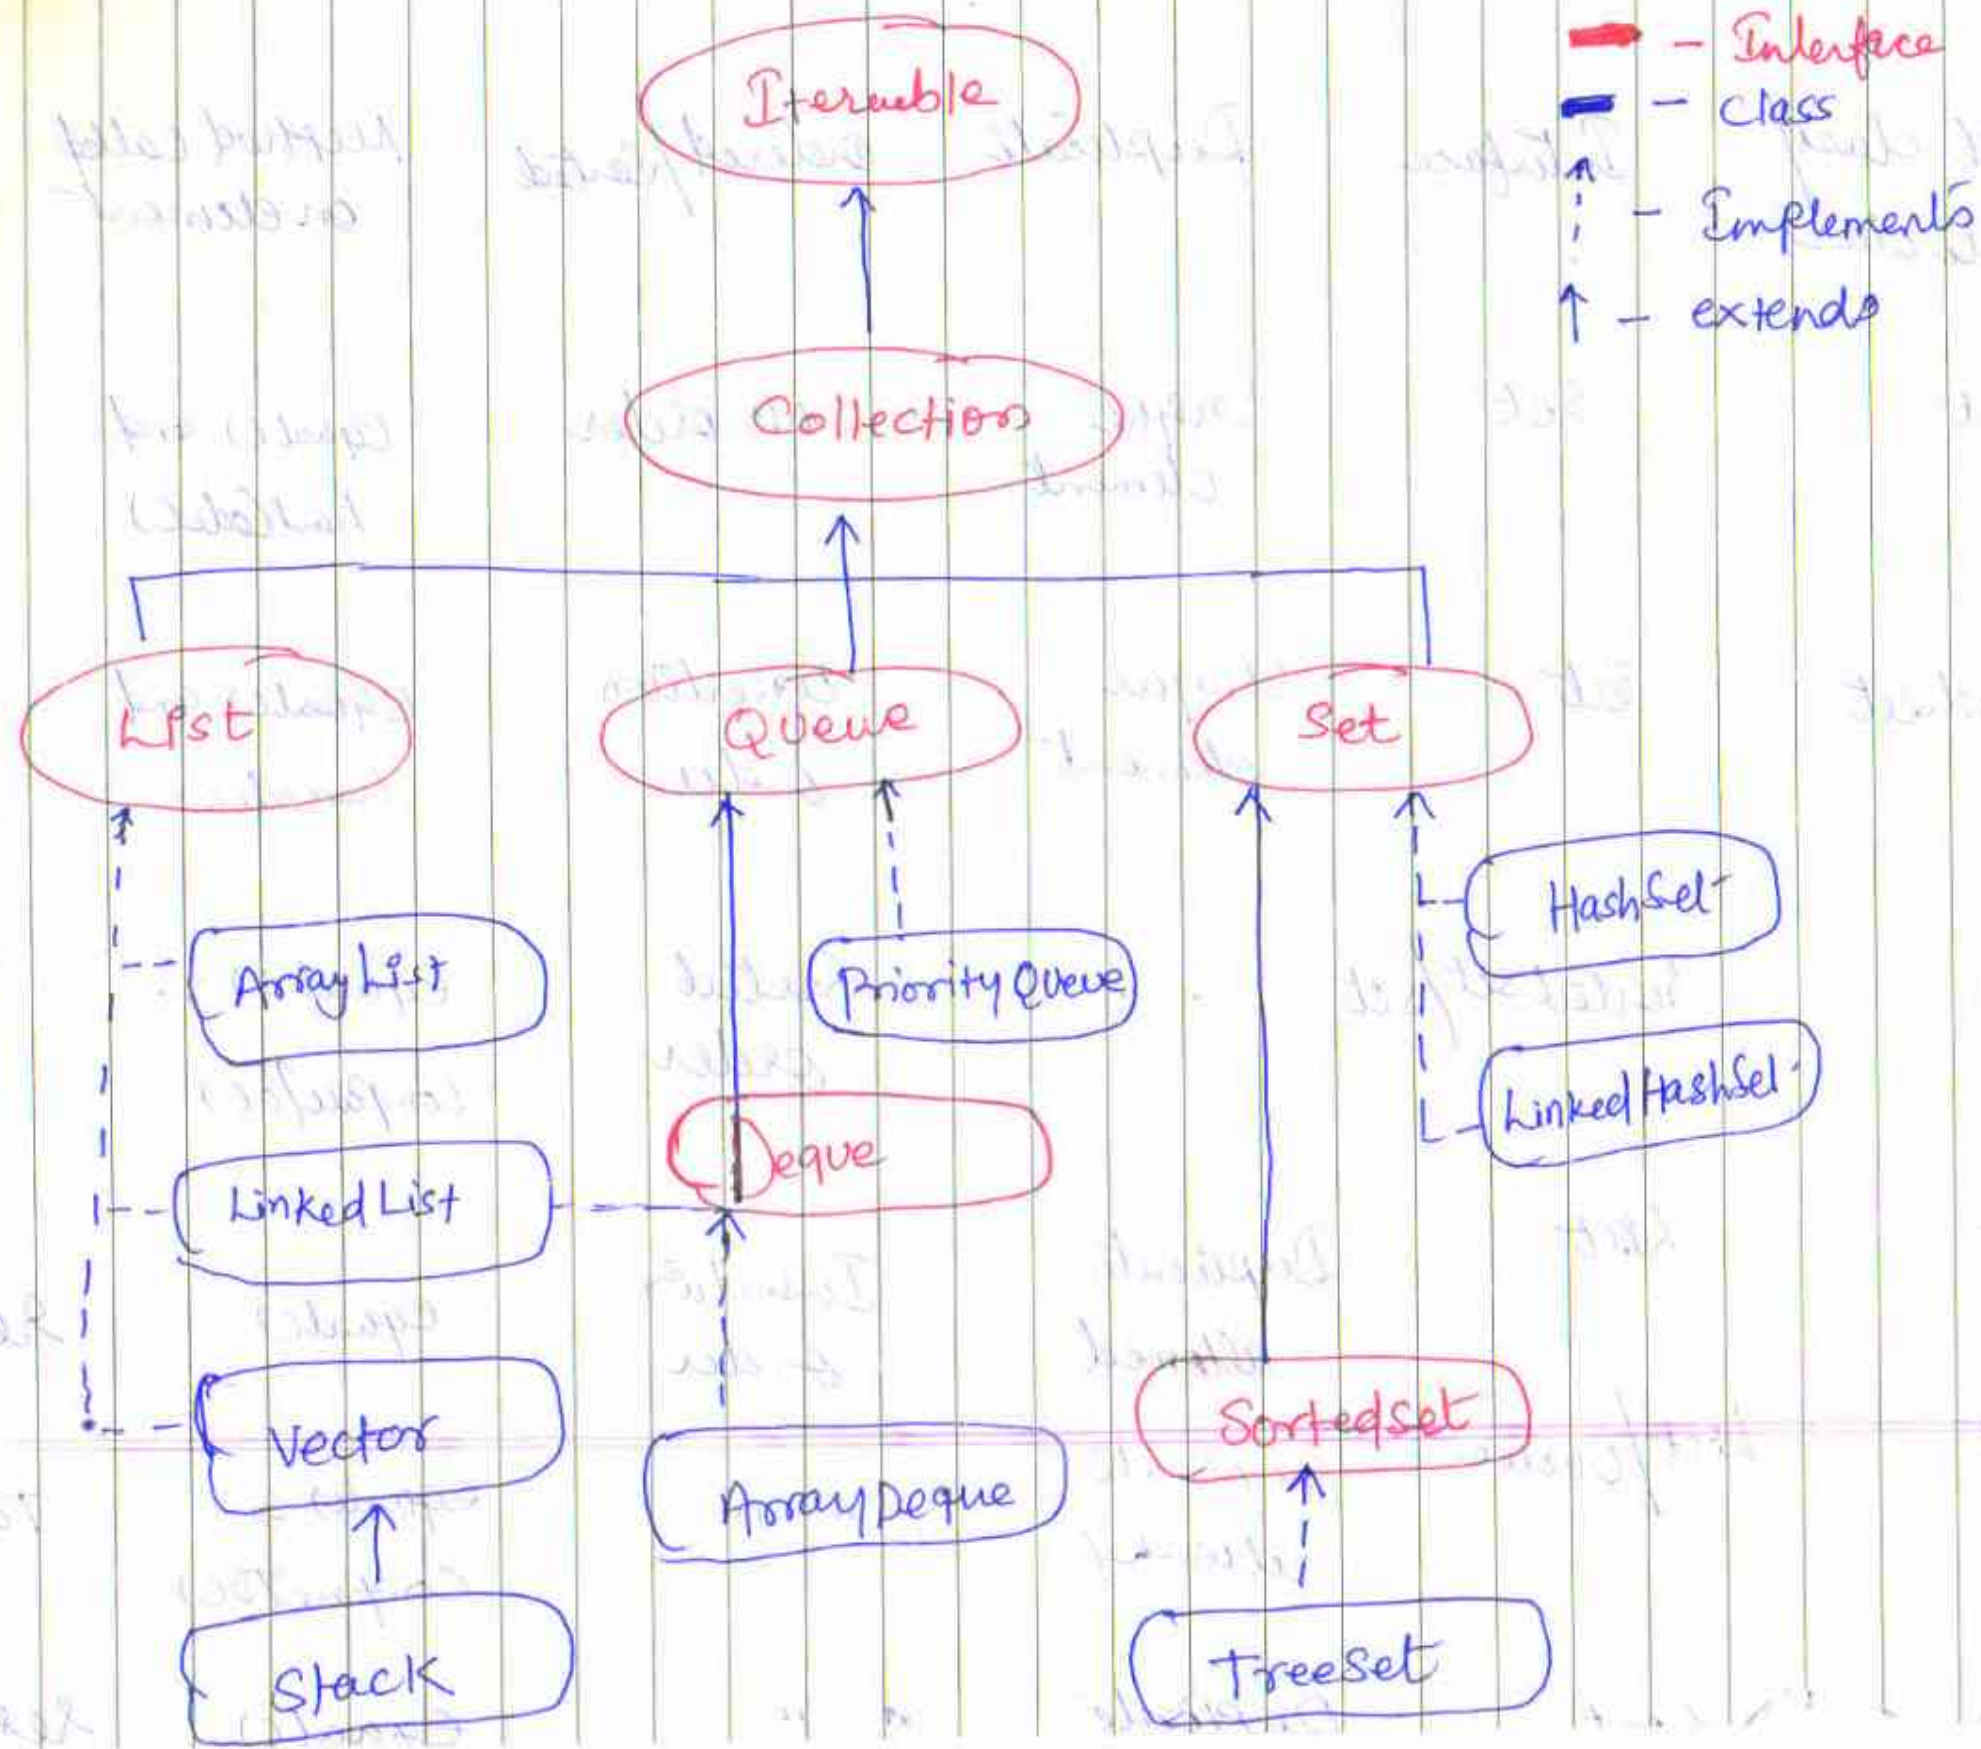 Iterable
- Interface
- class
- Implements
- extends
Collection
List
Queue
Set
HashSet
ArrayList
PriorityQueue
LinkedHashSet
Deque
LinkedList
Vector
SortedSet
ArrayDeque
Stack
TreeSet